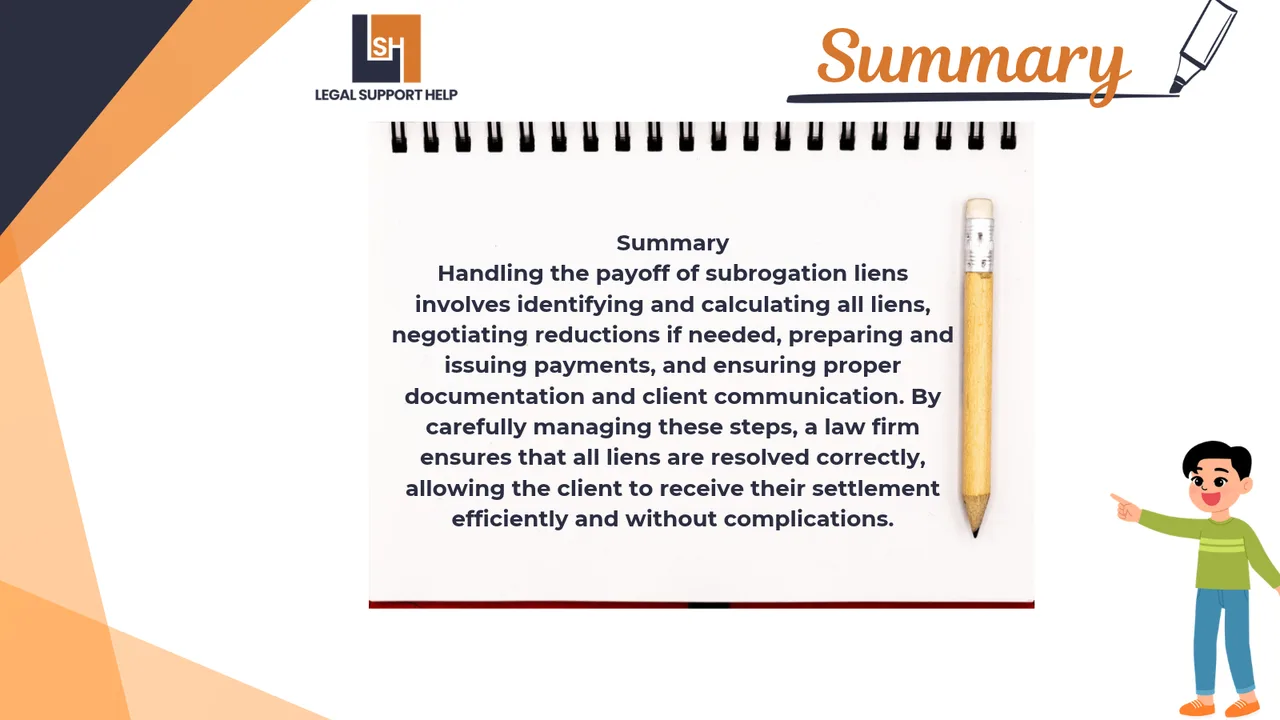 LSH
LEGAL SUPPORT HELP
Summary
Summary
Handling the payoff of subrogation liens
involves identifying and calculating all liens,
negotiating reductions if needed, preparing and
issuing payments, and ensuring proper
documentation and client communication. By
carefully managing these steps, a law firm
ensures that all liens are resolved correctly,
allowing the client to receive their settlement
efficiently and without complications.